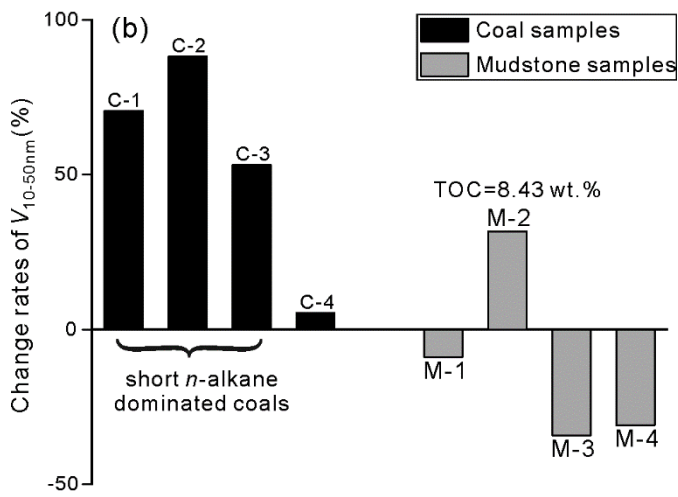 Change rates of V10-50nm (%)
100
50
0
-50
(b)
Coal samples
Mudstone samples
C-1
C-2
C-3
C-4
short n-alkane
dominated coals
TOC=8.43 wt.%
M-2
M-1
M-3
M-4